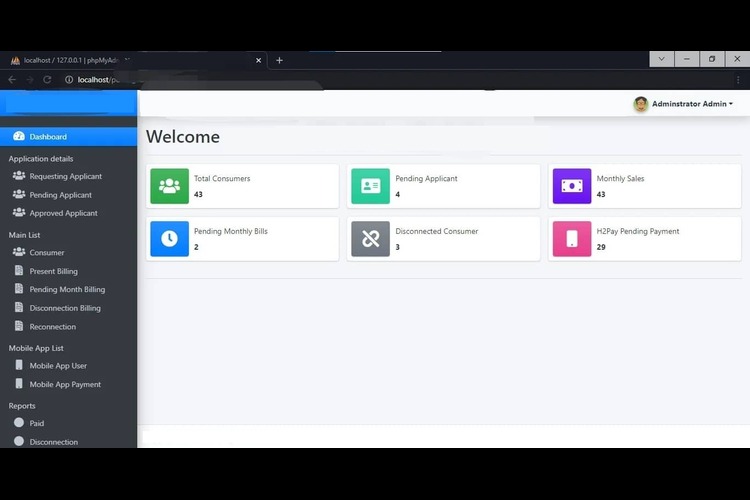 localhost / 127.0.0.1 | phpMyAd
localhost/p
Adminstrator Admin
Dashboard
Application details
Requesting Applicant
Pending Applicant
Approved Applicant
Main List
Consumer
Present Billing
Pending Month Billing
Disconnection Billing
Reconnection
Mobile App List
Mobile App User
Mobile App Payment
Reports
Paid
Disconnection
Welcome
Total Consumers
43
Pending Applicant
4
Monthly Sales
43
Pending Monthly Bills
2
Disconnected Consumer
3
H2Pay Pending Payment
29